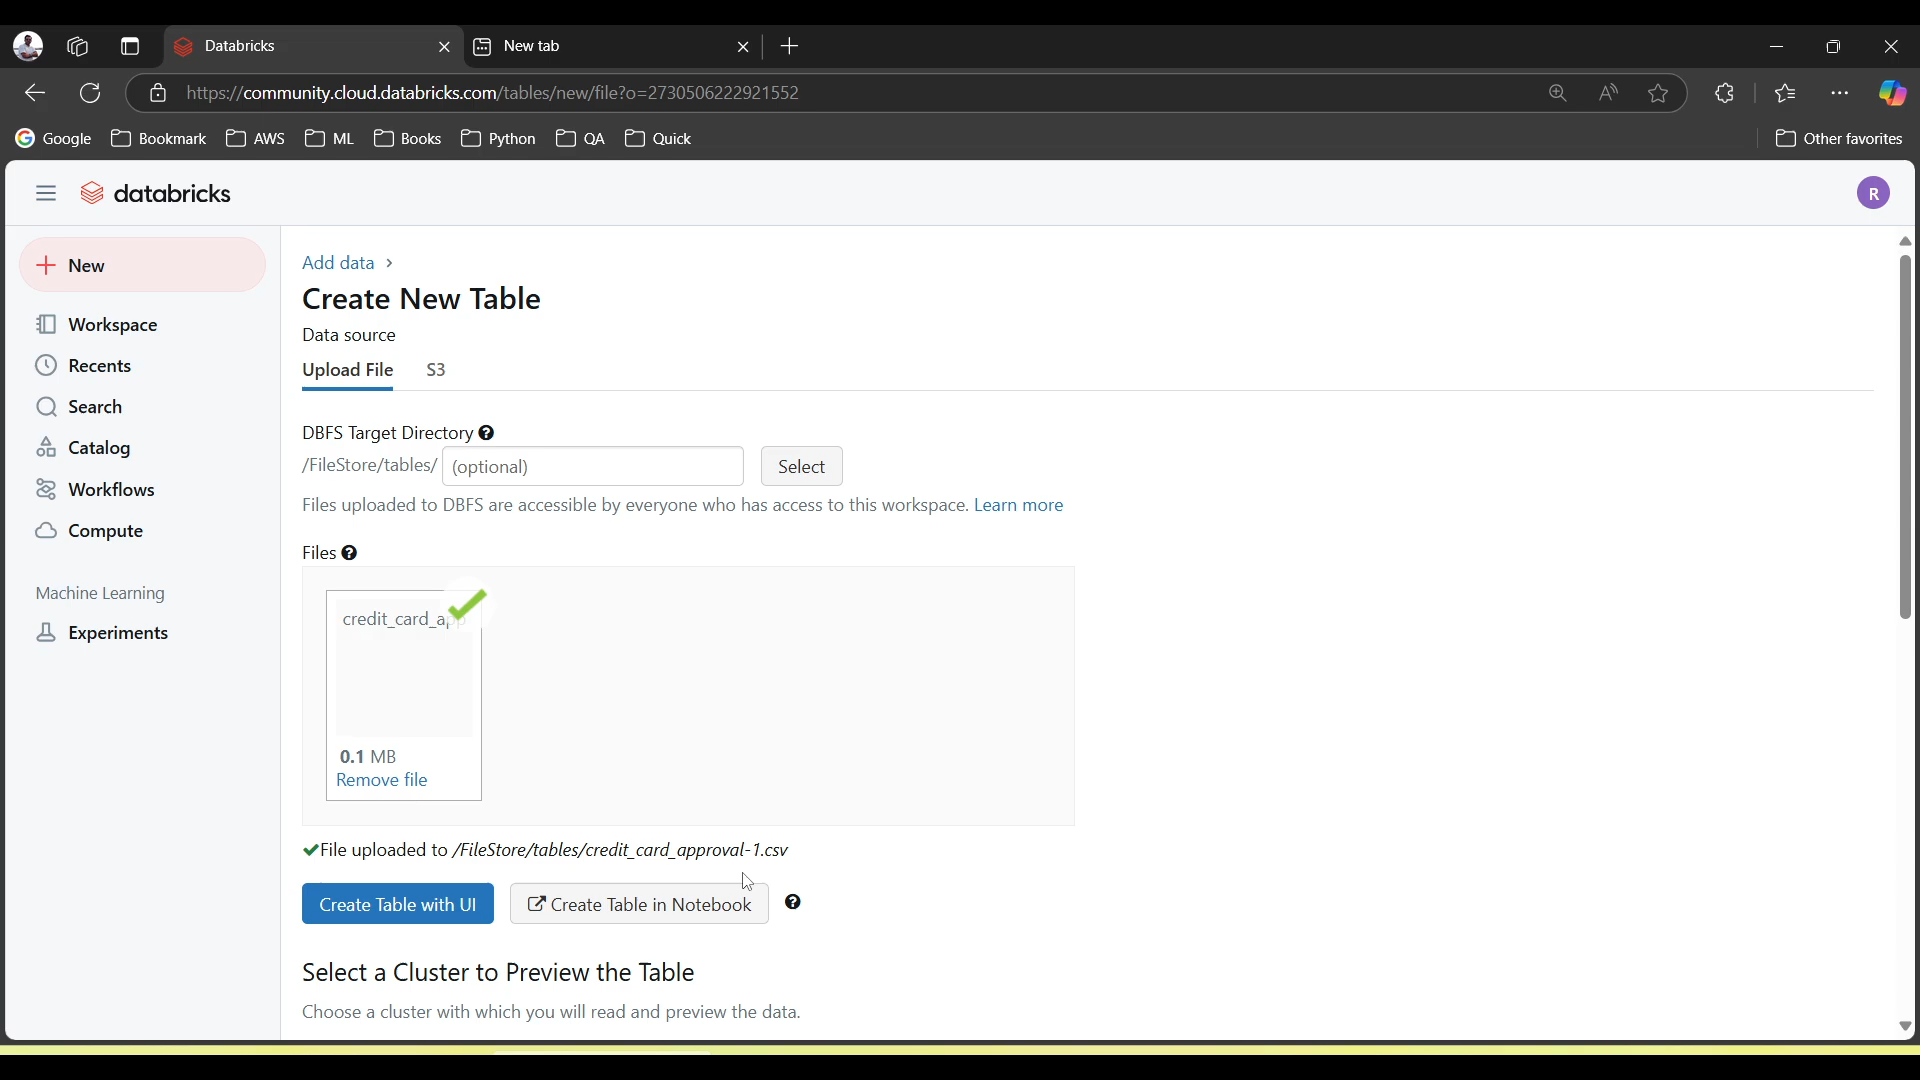 Databricks
New tab
https://community.cloud.databricks.com/tables/new/file?o=2730506222921552
Google
Bookmark
AWS
ML
Books
Python
QA
Quick
Other favorites
databricks
R
New
Workspace
Recents
Search
Catalog
Workflows
Compute
Machine Learning
Experiments
Add data ›
Create New Table
Data source
Upload File
S3
DBFS Target Directory ?
/FileStore/tables/
(optional)
Select
Files uploaded to DBFS are accessible by everyone who has access to this workspace. Learn more
Files ?
credit_card_app
0.1 MB
Remove file
File uploaded to /FileStore/tables/credit_card_approval-1.csv
Create Table with UI
Create Table in Notebook
?
Select a Cluster to Preview the Table
Choose a cluster with which you will read and preview the data.